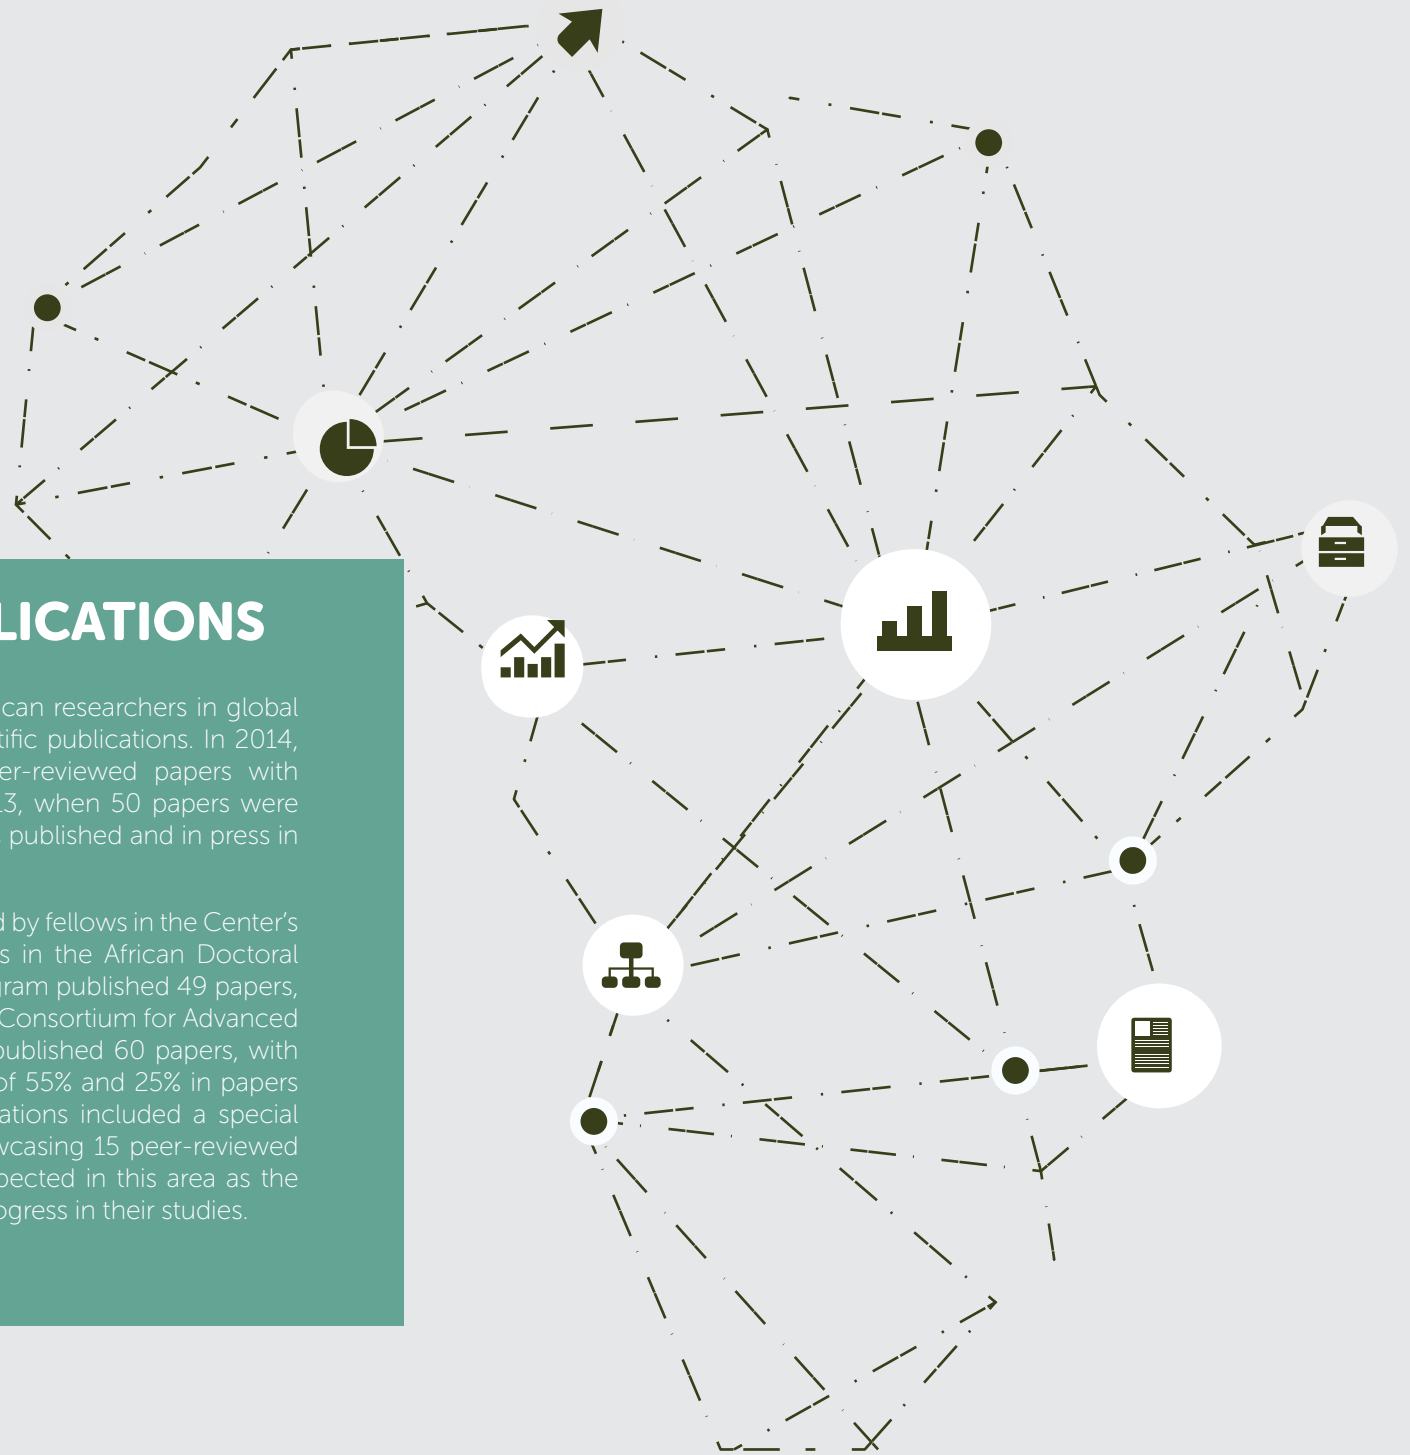 LICATIONS
can researchers in global
tific publications. In 2014,
er-reviewed papers with
13, when 50 papers were
published and in press in
d by fellows in the Center’s
s in the African Doctoral
gram published 49 papers,
Consortium for Advanced
published 60 papers, with
of 55% and 25% in papers
ations included a special
wcasing 15 peer-reviewed
pected in this area as the
ogress in their studies.